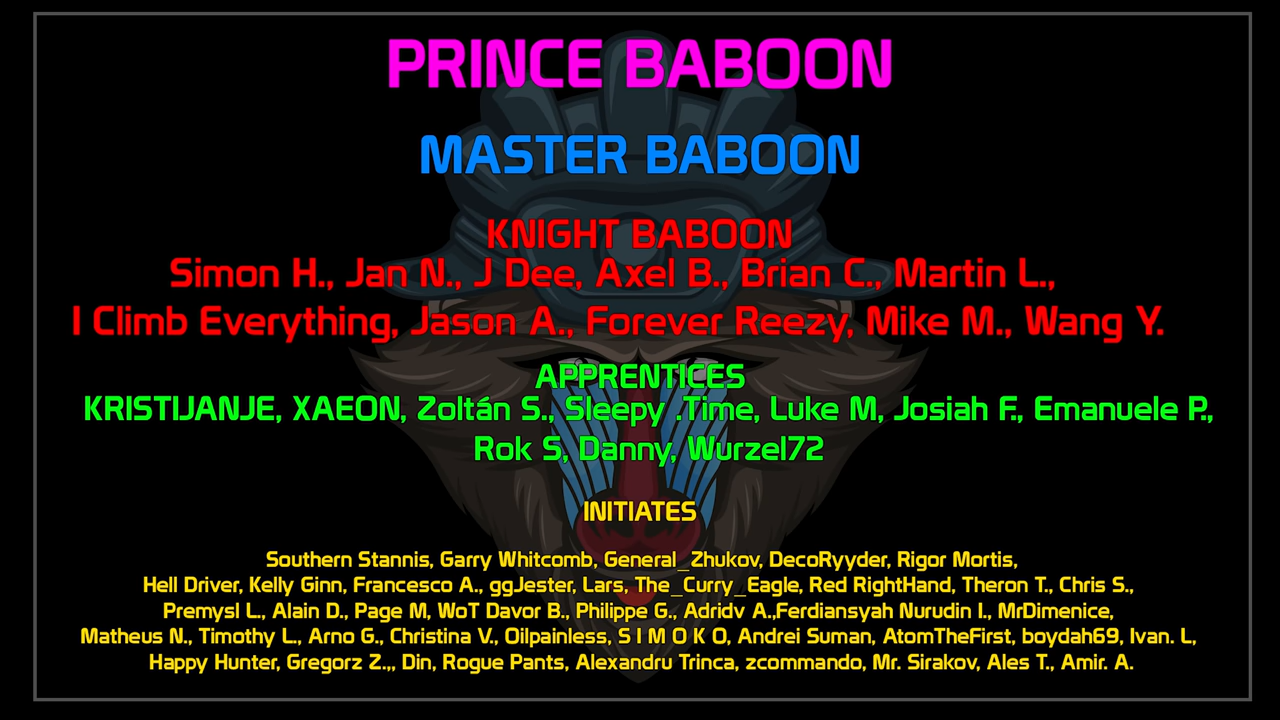 PRINCE BABOON
MASTER BABOON
KNIGHT BABOON
Simon H., Jan N., J Dee, Axel B., Brian C., Martin L.,
I Climb Everything, Jason A., Forever Reezy, Mike M., Wang Y.
APPRENTICES
KRISTIJANJE, XAEON, Zoltán S., Sleepy .Time, Luke M, Josiah F., Emanuele P.,
Rok S, Danny, Wurzel72
INITIATES
Southern Stannis, Garry Whitcomb, General_Zhukov, DecoRyyder, Rigor Mortis,
Hell Driver, Kelly Ginn, Francesco A., ggJester, Lars, The_Curry_Eagle, Red RightHand, Theron T., Chris S.,
Premysl L., Alain D., Page M, WoT Davor B., Philippe G., Adridv A.,Ferdiansyah Nurudin I., MrDimenice,
Matheus N., Timothy L., Arno G., Christina V., Oilpainless, S I M O K O, Andrei Suman, AtomTheFirst, boydah69, Ivan. L,
Happy Hunter, Gregorz Z.,, Din, Rogue Pants, Alexandru Trinca, zcommando, Mr. Sirakov, Ales T., Amir. A.